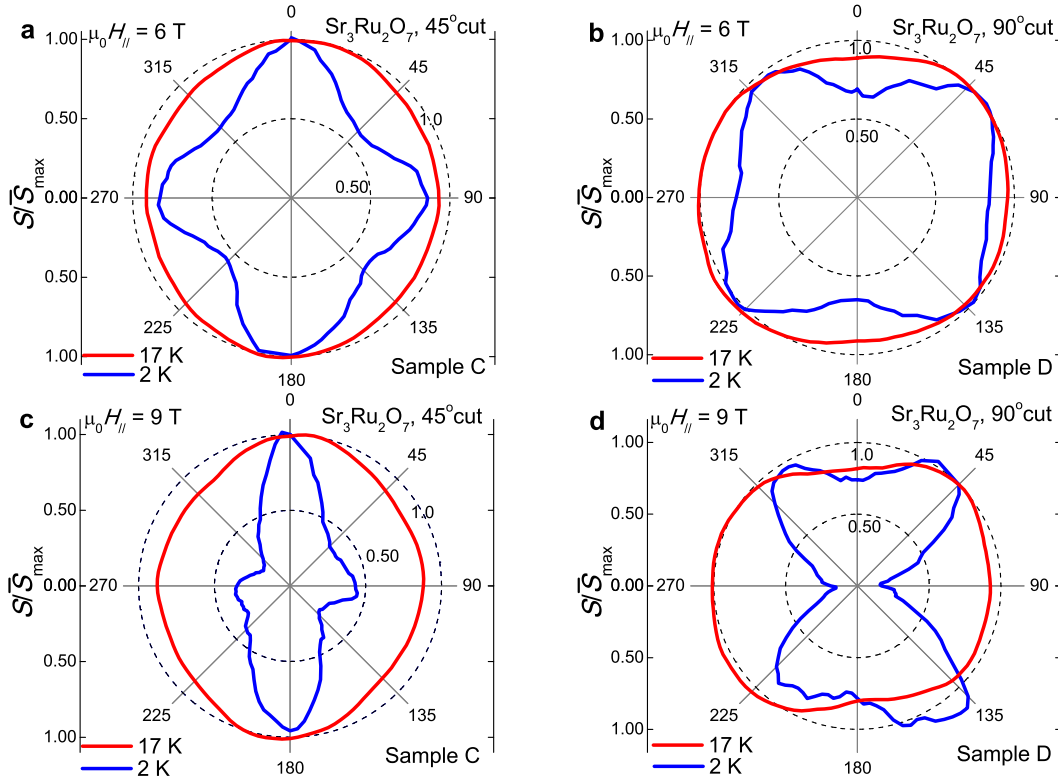 a
μ₀H// = 6 T
0
Sr₃Ru₂O₇, 45°cut
1.00
315
45
1.0
0.50
S/S̅max
0.00
270
90
0.50
225
135
1.00
17 K
2 K
180
Sample C
b
μ₀H// = 6 T
0
Sr₃Ru₂O₇, 90°cut
1.00
1.0
315
45
0.50
0.50
S/S̅max
0.00
270
90
0.50
225
135
1.00
17 K
2 K
180
Sample D
c
μ₀H// = 9 T
0
Sr₃Ru₂O₇, 45°cut
1.00
315
45
1.0
0.50
0.50
S/S̅max
0.00
270
90
0.50
225
135
1.00
17 K
2 K
180
Sample C
d
μ₀H// = 9 T
0
Sr₃Ru₂O₇, 90°cut
1.00
1.0
315
45
0.50
0.50
S/S̅max
0.00
270
90
0.50
225
135
1.00
17 K
2 K
180
Sample D